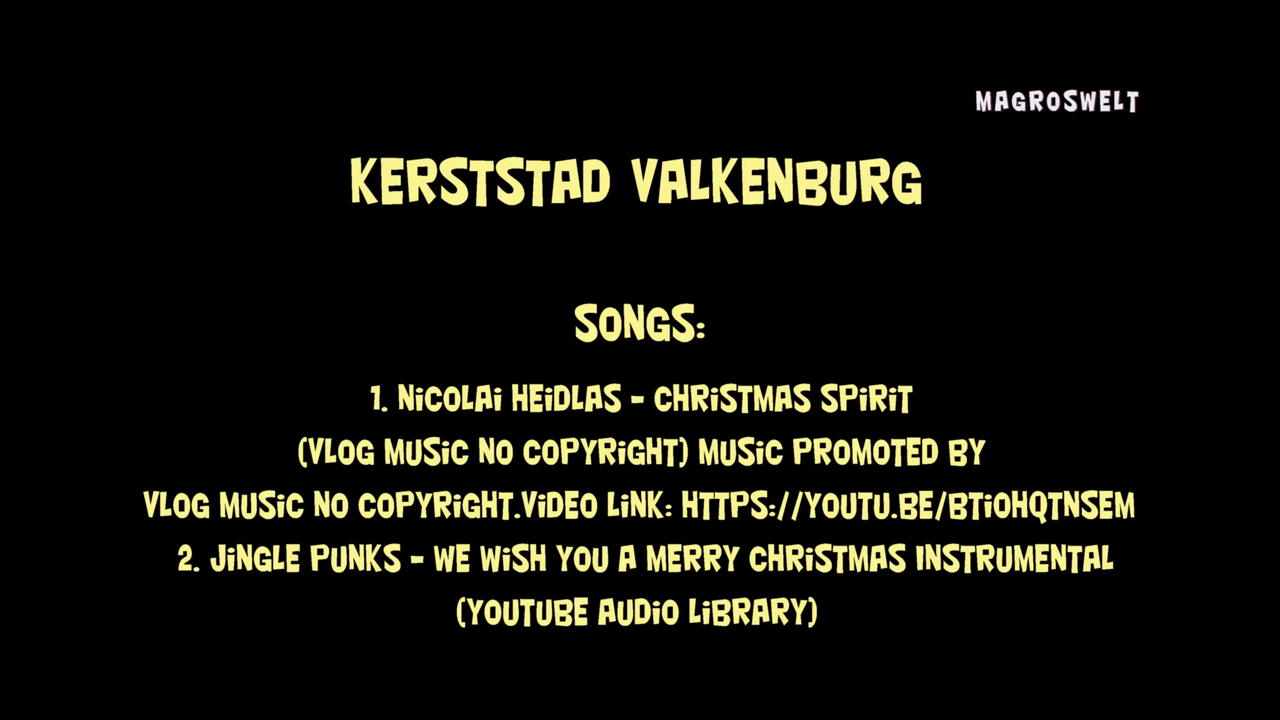 MAGROSWELT
KERSTSTAD VALKENBURG
SONGS:
1. NiCOLAi HEiDLAS - CHRiSTMAS SPiRiT
(VLOG MUSiC NO COPYRiGHT) MUSiC PROMOTED BY
VLOG MUSiC NO COPYRiGHT.ViDEO LiNK: HTTPS://YOUTU.BE/BTiOHQTNSEM
2. JiNGLE PUNKS - WE WiSH YOU A MERRY CHRiSTMAS INSTRUMENTAL
(YOUTUBE AUDiO LiBRARY)